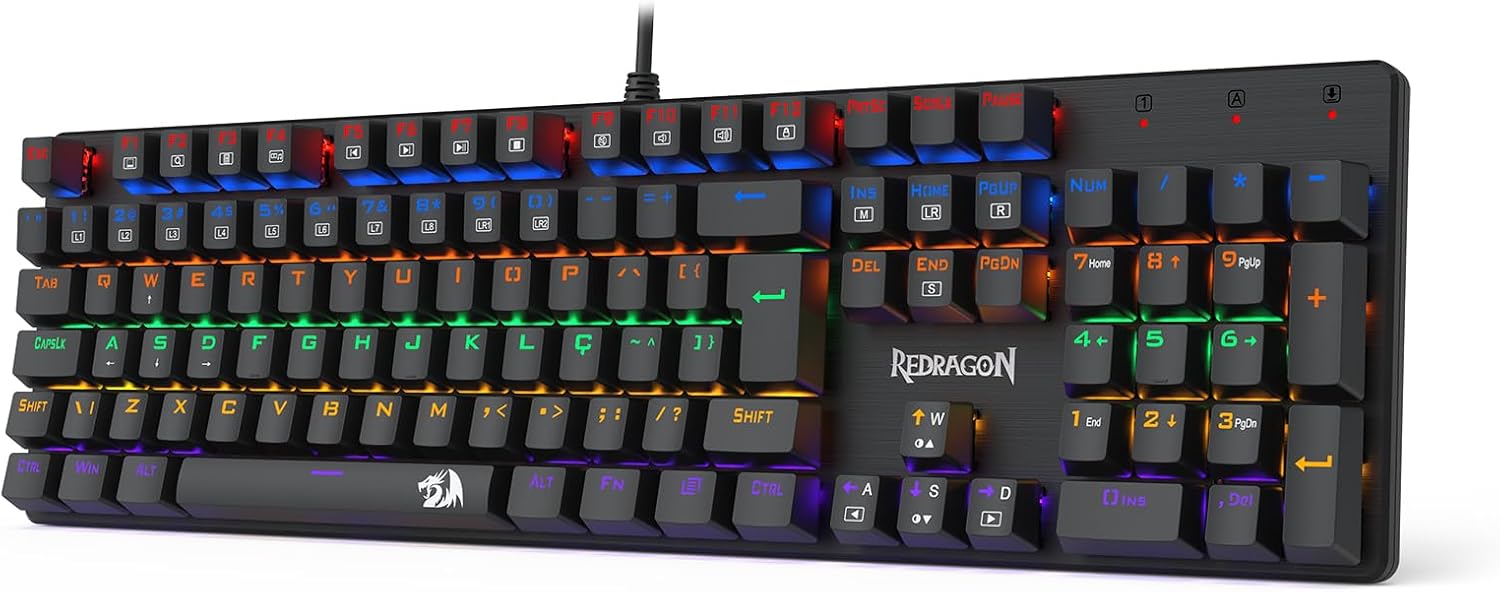 ESC F1 F2 F3 F4 F5 F6 F7 F8 F9 F10 F11 F12 PRTSC SCRLK PAUSE 1 A
' " 1 ! 2 @ 3 # 4 $ 5 % 6 ¨ 7 & 8 * 9 ( 0 ) - - = + ← INS HOME PGUP NUM / * -
L1 L2 L3 L4 L5 L6 L7 L8 LR1 LR2 M LR R
TAB Q W E R T Y U I O P ´ ` [ { ↵ DEL END PGDN 7 Home 8 ↑ 9 PgUp +
↑ S
CAPSLK A S D F G H J K L Ç ~ ^ ] } 4 ← 5 6 →
← ↓ → REDRAGON
SHIFT \ | Z X C V B N M , < . > ; : / ? SHIFT ↑ W 1 End 2 ↓ 3 PgDn ↵
CTRL WIN ALT ALT FN CTRL ← A ↓ S → D 0 INS , Del